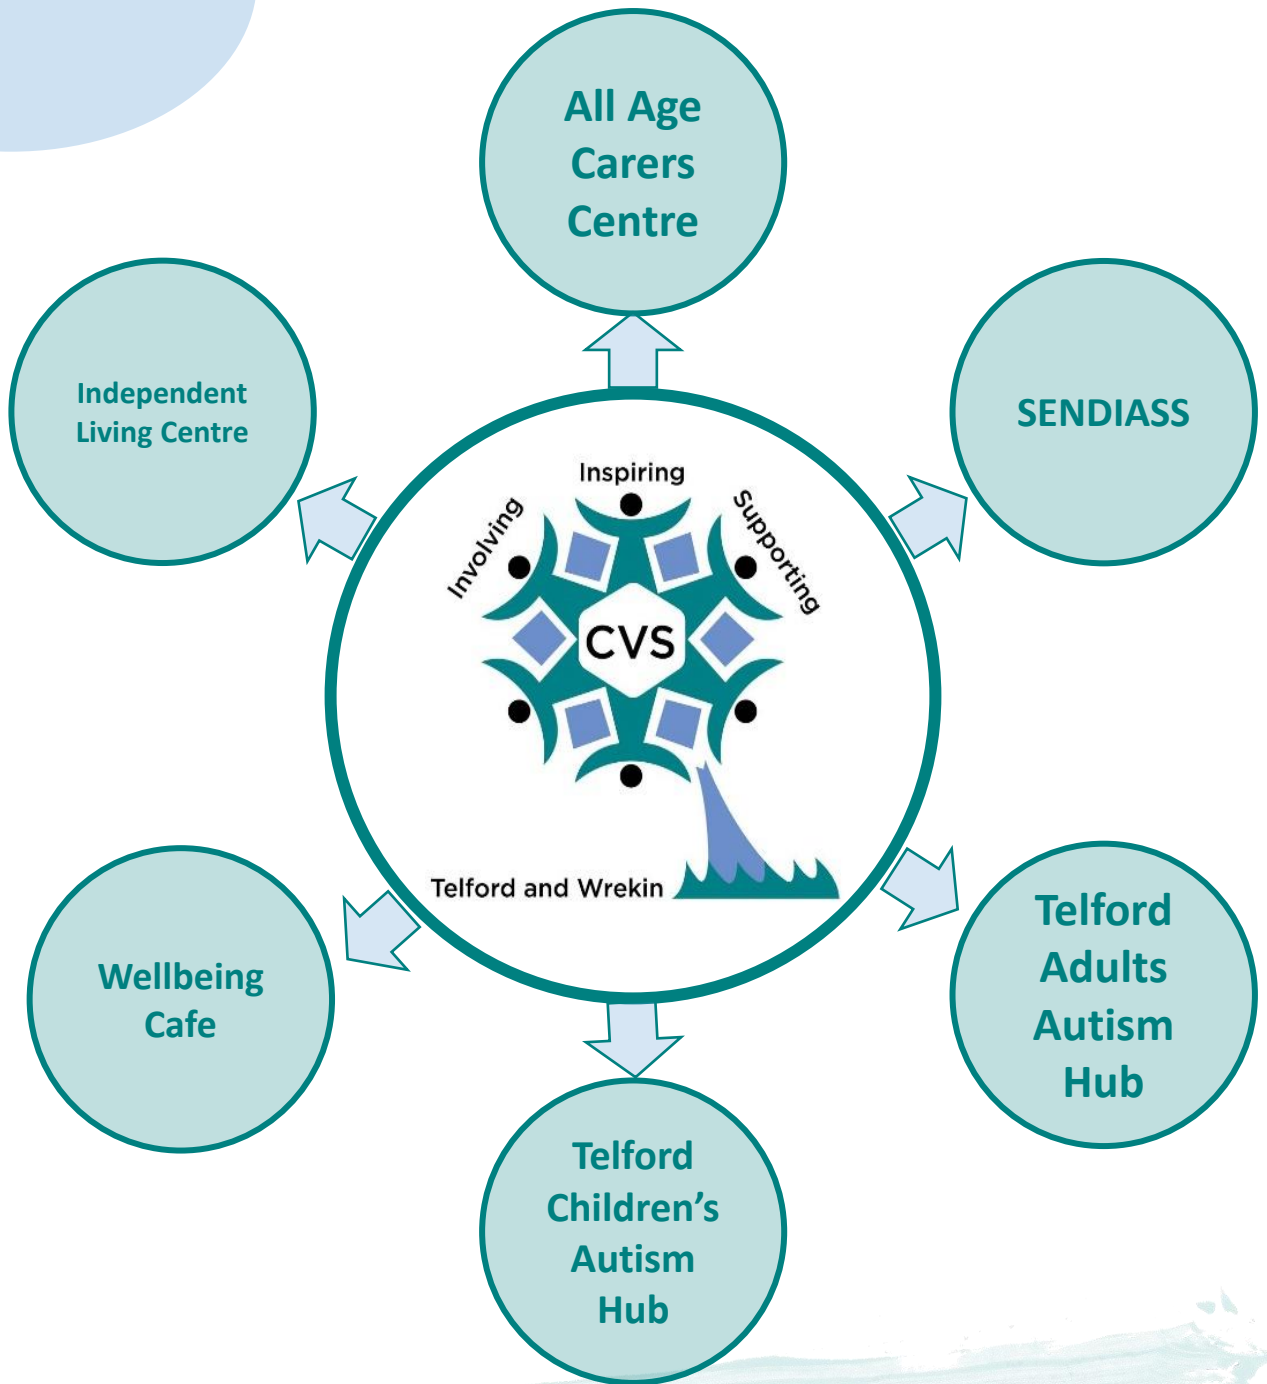 All Age
Carers
Centre
Independent
Living Centre
SENDIASS
Inspiring
Involving
Supporting
CVS
Telford and Wrekin
Wellbeing
Cafe
Telford
Adults
Autism
Hub
Telford
Children’s
Autism
Hub